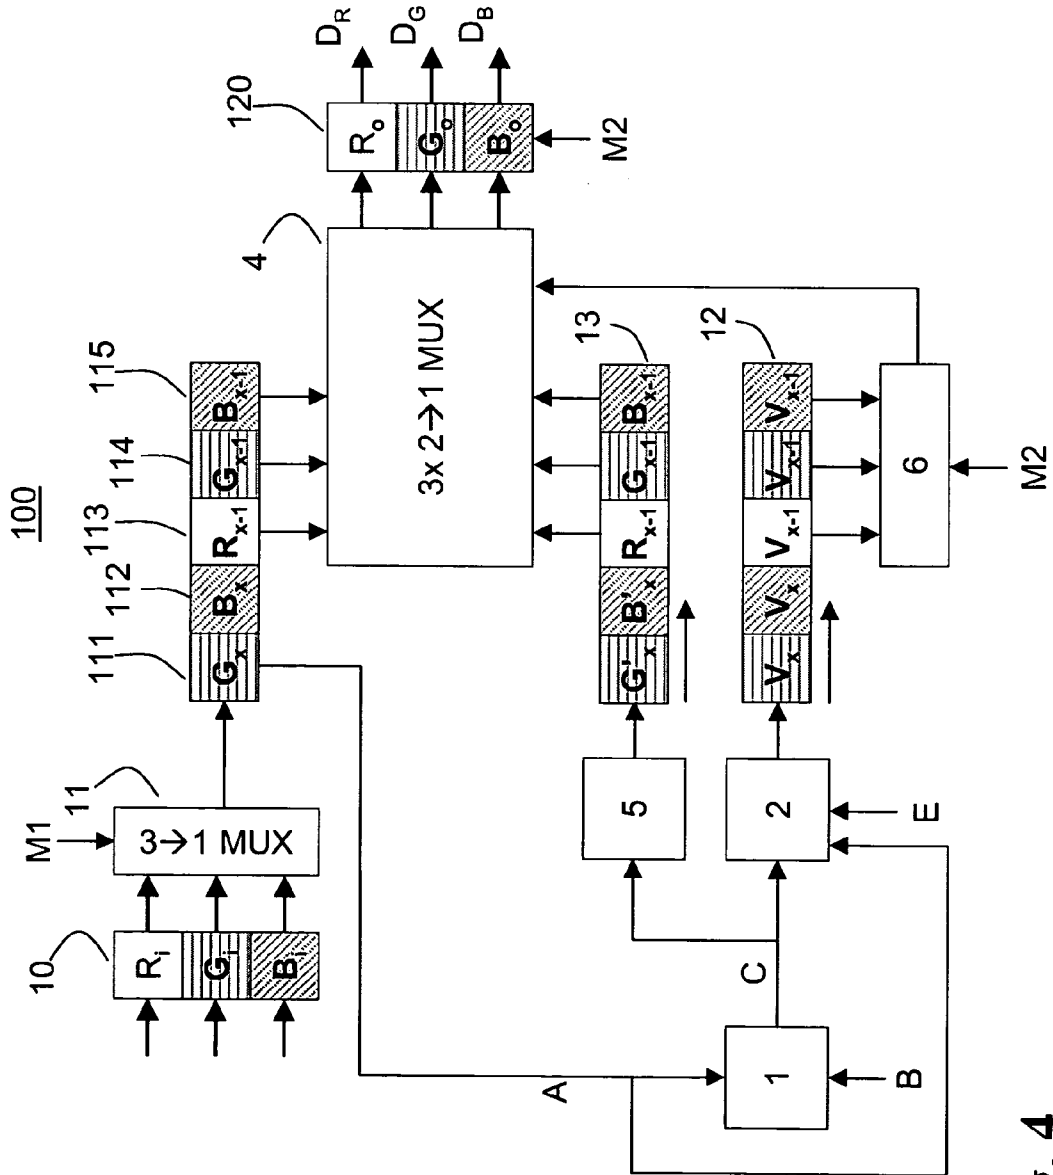 100
10
R_i
G_i
B_i
M1
11
3→1 MUX
111
112
113
114
115
G_x
B_x
R_x-1
G_x-1
B_x-1
4
3x 2→1 MUX
120
R_o
G_o
B_o
D_R
D_G
D_B
M2
A
1
B
C
5
2
E
13
G'_x
B'_x
R_x-1
G_x-1
B_x-1
12
V_x
V_x
V_x-1
V_x-1
V_x-1
6
M2
4